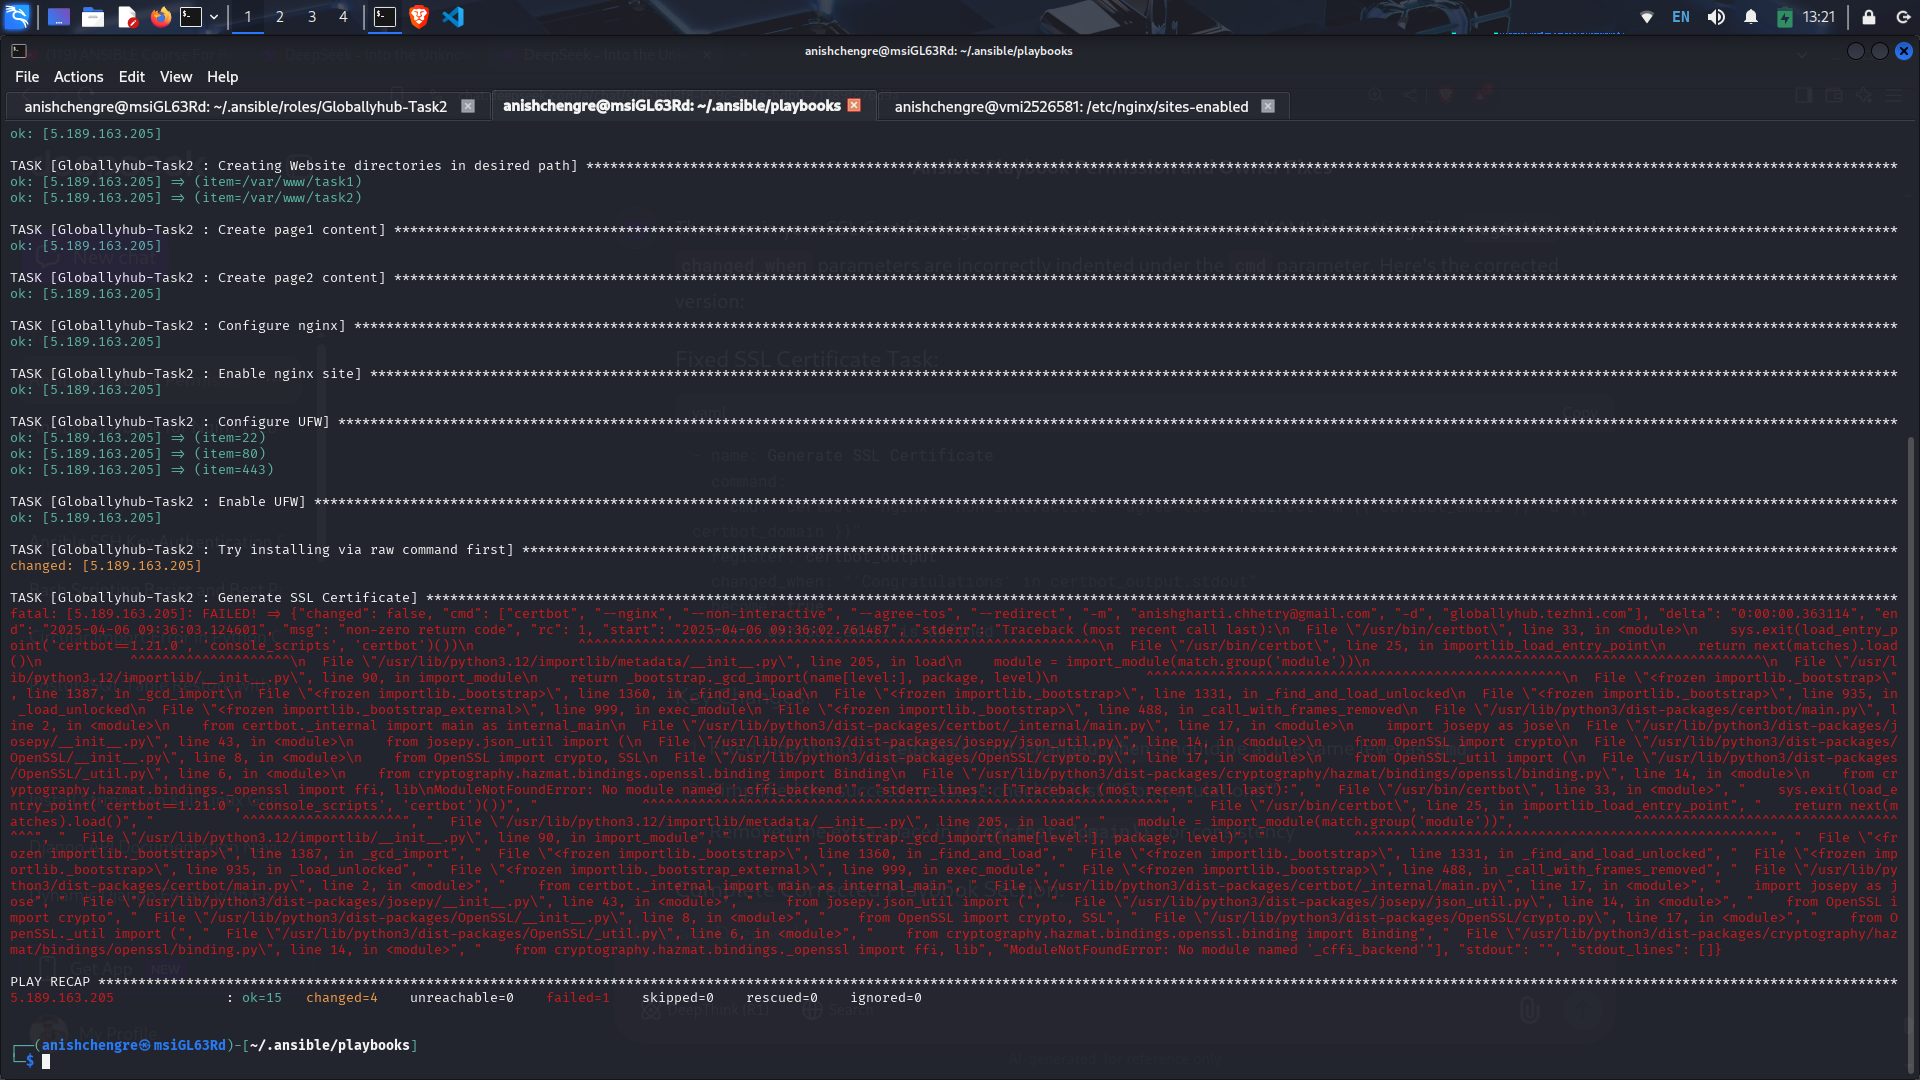 1 2 3 4
EN 13:21
anishchengre@msiGL63Rd: ~/.ansible/playbooks
File Actions Edit View Help
anishchengre@msiGL63Rd: ~/.ansible/roles/Globallyhub-Task2
anishchengre@msiGL63Rd: ~/.ansible/playbooks
anishchengre@vmi2526581: /etc/nginx/sites-enabled
ok: [5.189.163.205]
TASK [Globallyhub-Task2 : Creating Website directories in desired path] ****
ok: [5.189.163.205] => (item=/var/www/task1)
ok: [5.189.163.205] => (item=/var/www/task2)
TASK [Globallyhub-Task2 : Create page1 content] ****
ok: [5.189.163.205]
TASK [Globallyhub-Task2 : Create page2 content] ****
ok: [5.189.163.205]
TASK [Globallyhub-Task2 : Configure nginx] ****
ok: [5.189.163.205]
TASK [Globallyhub-Task2 : Enable nginx site] ****
ok: [5.189.163.205]
TASK [Globallyhub-Task2 : Configure UFW] ****
ok: [5.189.163.205] => (item=22)
ok: [5.189.163.205] => (item=80)
ok: [5.189.163.205] => (item=443)
TASK [Globallyhub-Task2 : Enable UFW] ****
ok: [5.189.163.205]
TASK [Globallyhub-Task2 : Try installing via raw command first] ****
changed: [5.189.163.205]
TASK [Globallyhub-Task2 : Generate SSL Certificate] ****
fatal: [5.189.163.205]: FAILED! => {"changed": false, "cmd": ["certbot", "--nginx", "--non-interactive", "--agree-tos", "--redirect", "-m", "anishgharti.chhetry@gmail.com", "-d", "globallyhub.tezhni.com"], "delta": "0:00:00.363114", "en
d": "2025-04-06 09:36:03.124601", "msg": "non-zero return code", "rc": 1, "start": "2025-04-06 09:36:02.761487", "stderr": "Traceback (most recent call last):\n  File \"/usr/bin/certbot\", line 33, in <module>\n    sys.exit(load_entry_p
oint('certbot==1.21.0', 'console_scripts', 'certbot')())\n             ^^^^^^^^^^^^^^^^^^^^^^^^^^^^^^^^^^^^^^^^^^^^^^^^^^^^^^^^^^^^^^^^^\n  File \"/usr/bin/certbot\", line 25, in importlib_load_entry_point\n    return next(matches).load
()\n           ^^^^^^^^^^^^^^^^^^^^\n  File \"/usr/lib/python3.12/importlib/metadata/__init__.py\", line 205, in load\n    module = import_module(match.group('module'))\n             ^^^^^^^^^^^^^^^^^^^^^^^^^^^^^^^^^^^^\n  File \"/usr/l
ib/python3.12/importlib/__init__.py\", line 90, in import_module\n    return _bootstrap._gcd_import(name[level:], package, level)\n           ^^^^^^^^^^^^^^^^^^^^^^^^^^^^^^^^^^^^^^^^^^^^^^^^^^^^\n  File \"<frozen importlib._bootstrap>\"
, line 1387, in _gcd_import\n  File \"<frozen importlib._bootstrap>\", line 1360, in _find_and_load\n  File \"<frozen importlib._bootstrap>\", line 1331, in _find_and_load_unlocked\n  File \"<frozen importlib._bootstrap>\", line 935, in
_load_unlocked\n  File \"<frozen importlib._bootstrap_external>\", line 999, in exec_module\n  File \"<frozen importlib._bootstrap>\", line 488, in _call_with_frames_removed\n  File \"/usr/lib/python3/dist-packages/certbot/main.py\", l
ine 2, in <module>\n    from certbot._internal import main as internal_main\n  File \"/usr/lib/python3/dist-packages/certbot/_internal/main.py\", line 17, in <module>\n    import josepy as jose\n  File \"/usr/lib/python3/dist-packages/j
osepy/__init__.py\", line 43, in <module>\n    from josepy.json_util import (\n  File \"/usr/lib/python3/dist-packages/josepy/json_util.py\", line 14, in <module>\n    from OpenSSL import crypto\n  File \"/usr/lib/python3/dist-packages/
OpenSSL/__init__.py\", line 8, in <module>\n    from OpenSSL import crypto, SSL\n  File \"/usr/lib/python3/dist-packages/OpenSSL/crypto.py\", line 17, in <module>\n    from OpenSSL._util import (\n  File \"/usr/lib/python3/dist-packages
/OpenSSL/_util.py\", line 6, in <module>\n    from cryptography.hazmat.bindings.openssl.binding import Binding\n  File \"/usr/lib/python3/dist-packages/cryptography/hazmat/bindings/openssl/binding.py\", line 14, in <module>\n    from cr
yptography.hazmat.bindings._openssl import ffi, lib\nModuleNotFoundError: No module named '_cffi_backend'", "stderr_lines": ["Traceback (most recent call last):", "  File \"/usr/bin/certbot\", line 33, in <module>", "    sys.exit(load_e
ntry_point('certbot==1.21.0', 'console_scripts', 'certbot')())", "             ^^^^^^^^^^^^^^^^^^^^^^^^^^^^^^^^^^^^^^^^^^^^^^^^^^^^^^^^^^^^^^^^^", "  File \"/usr/bin/certbot\", line 25, in importlib_load_entry_point", "    return next(m
atches).load()", "           ^^^^^^^^^^^^^^^^^^^^", "  File \"/usr/lib/python3.12/importlib/metadata/__init__.py\", line 205, in load", "    module = import_module(match.group('module'))", "             ^^^^^^^^^^^^^^^^^^^^^^^^^^^^^^^^^
^^^", "  File \"/usr/lib/python3.12/importlib/__init__.py\", line 90, in import_module", "    return _bootstrap._gcd_import(name[level:], package, level)", "           ^^^^^^^^^^^^^^^^^^^^^^^^^^^^^^^^^^^^^^^^^^^^^^^^^^^^", "  File \"<fr
ozen importlib._bootstrap>\", line 1387, in _gcd_import", "  File \"<frozen importlib._bootstrap>\", line 1360, in _find_and_load", "  File \"<frozen importlib._bootstrap>\", line 1331, in _find_and_load_unlocked", "  File \"<frozen imp
ortlib._bootstrap>\", line 935, in _load_unlocked", "  File \"<frozen importlib._bootstrap_external>\", line 999, in exec_module", "  File \"<frozen importlib._bootstrap>\", line 488, in _call_with_frames_removed", "  File \"/usr/lib/py
thon3/dist-packages/certbot/main.py\", line 2, in <module>", "    from certbot._internal import main as internal_main", "  File \"/usr/lib/python3/dist-packages/certbot/_internal/main.py\", line 17, in <module>", "    import josepy as j
ose", "  File \"/usr/lib/python3/dist-packages/josepy/__init__.py\", line 43, in <module>", "    from josepy.json_util import (", "  File \"/usr/lib/python3/dist-packages/josepy/json_util.py\", line 14, in <module>", "    from OpenSSL i
mport crypto", "  File \"/usr/lib/python3/dist-packages/OpenSSL/__init__.py\", line 8, in <module>", "    from OpenSSL import crypto, SSL", "  File \"/usr/lib/python3/dist-packages/OpenSSL/crypto.py\", line 17, in <module>", "    from O
penSSL._util import (", "  File \"/usr/lib/python3/dist-packages/OpenSSL/_util.py\", line 6, in <module>", "    from cryptography.hazmat.bindings.openssl.binding import Binding", "  File \"/usr/lib/python3/dist-packages/cryptography/haz
mat/bindings/openssl/binding.py\", line 14, in <module>", "    from cryptography.hazmat.bindings._openssl import ffi, lib", "ModuleNotFoundError: No module named '_cffi_backend'"], "stdout": "", "stdout_lines": []}
PLAY RECAP ****
5.189.163.205 : ok=15 changed=4 unreachable=0 failed=1 skipped=0 rescued=0 ignored=0
┌──(anishchengre㉿msiGL63Rd)-[~/.ansible/playbooks]
└─$